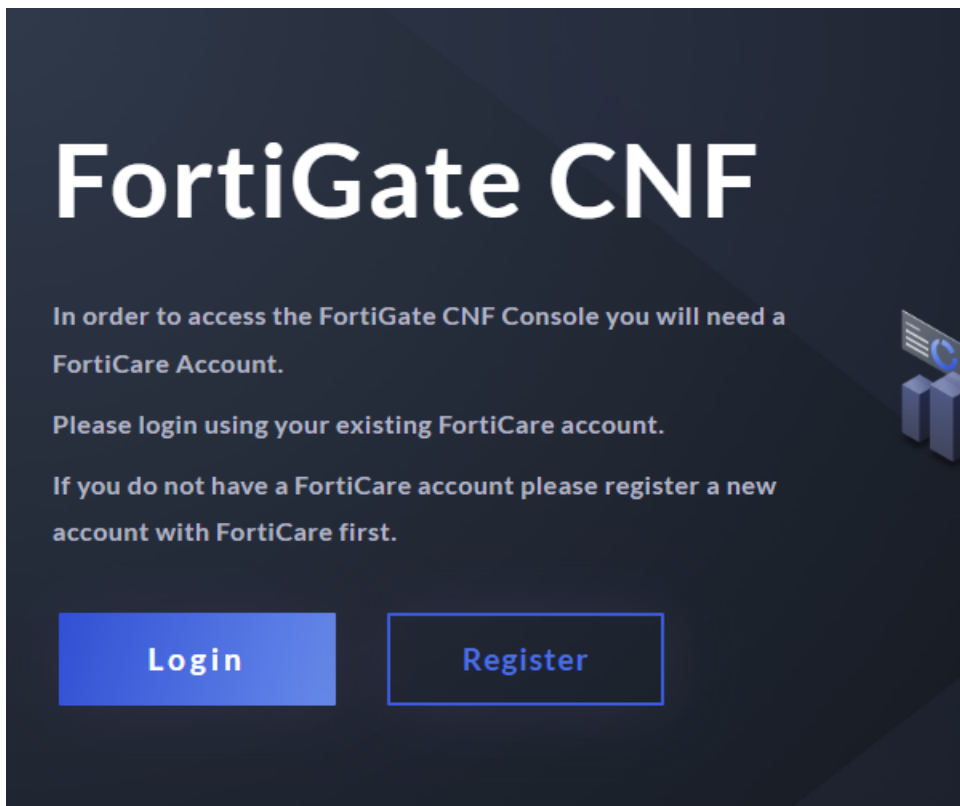 FortiGate CNF
In order to access the FortiGate CNF Console you will need a
FortiCare Account.
Please login using your existing FortiCare account.
If you do not have a FortiCare account please register a new
account with FortiCare first.
Login
Register